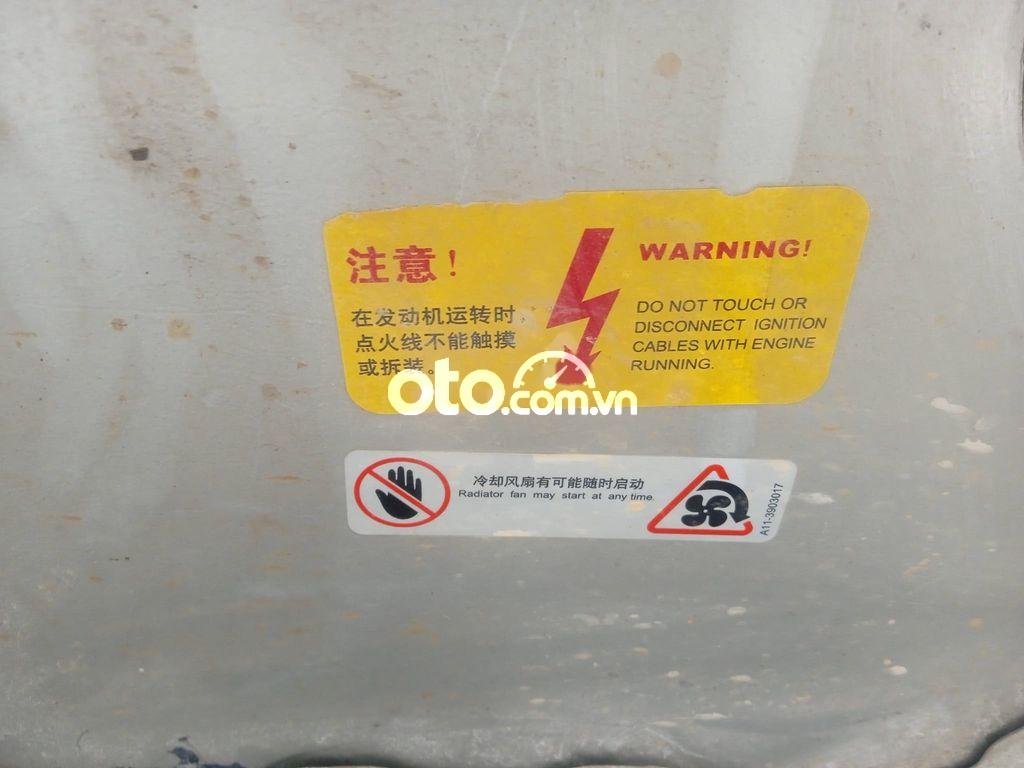 注意！
在发动机运转时，
点火线不能触摸
或拆装。
WARNING!
DO NOT TOUCH OR
DISCONNECT IGNITION
CABLES WITH ENGINE
RUNNING.
oto.com.vn
冷却风扇有可能随时启动
Radiator fan may start at any time.
A11-3903017